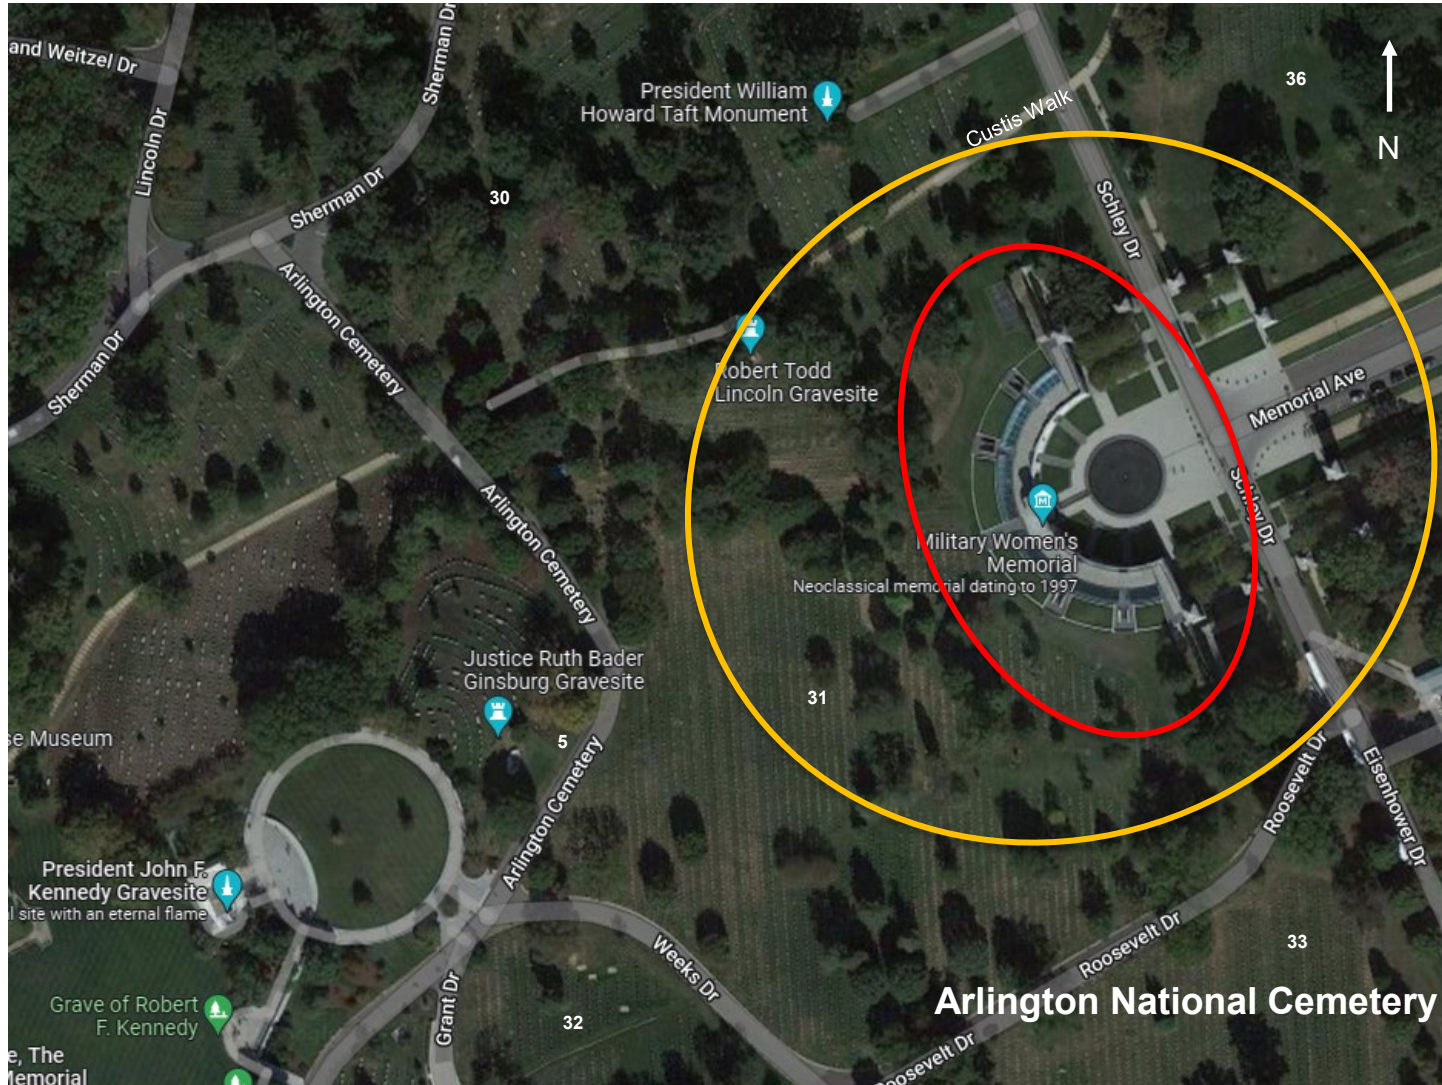 and Weitzel Dr
Lincoln Dr
Sherman Dr
Sherman Dr
Sherman Dr
President William
Howard Taft Monument
Custis Walk
36
N
30
Schley Dr
Arlington Cemetery
Robert Todd
Lincoln Gravesite
Memorial Ave
Arlington Cemetery
Schley Dr
Military Women's
Memorial
Neoclassical memorial dating to 1997
Justice Ruth Bader
Ginsburg Gravesite
31
5
se Museum
Arlington Cemetery
Roosevelt Dr
Eisenhower Dr
President John F.
Kennedy Gravesite
l site with an eternal flame
Weeks Dr
Roosevelt Dr
33
Grant Dr
Grave of Robert
F. Kennedy
32
Arlington National Cemetery
Roosevelt Dr
e, The
Memorial